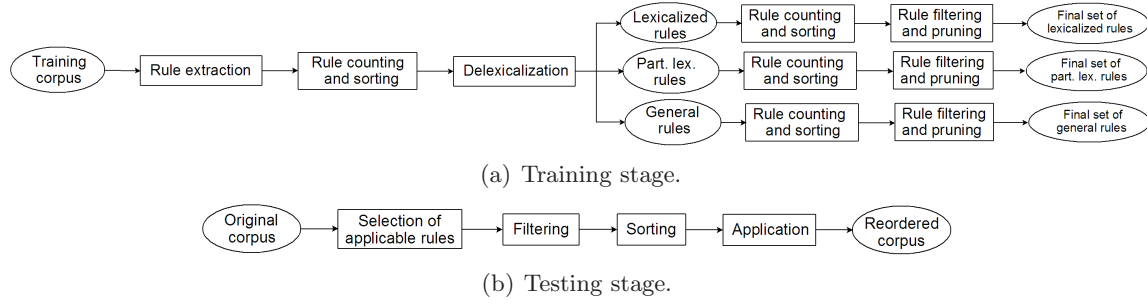 Training
corpus
Rule extraction
Rule counting
and sorting
Delexicalization
Lexicalized
rules
Rule counting
and sorting
Rule filtering
and pruning
Final set of
lexicalized rules
Part. lex.
rules
Rule counting
and sorting
Rule filtering
and pruning
Final set of
part. lex. rules
General
rules
Rule counting
and sorting
Rule filtering
and pruning
Final set of
general rules
(a) Training stage.
Original
corpus
Selection of
applicable rules
Filtering
Sorting
Application
Reordered
corpus
(b) Testing stage.